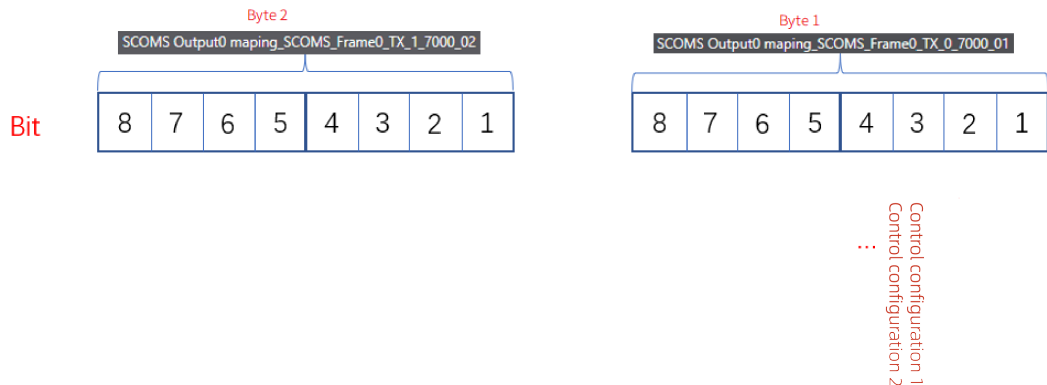 Byte 2
Byte 1
SCOMS Output0 maping_SCOMS_Frame0_TX_1_7000_02
SCOMS Output0 maping_SCOMS_Frame0_TX_0_7000_01
Bit
8 7 6 5 4 3 2 1
8 7 6 5 4 3 2 1
Control configuration 1
Control configuration 2
...